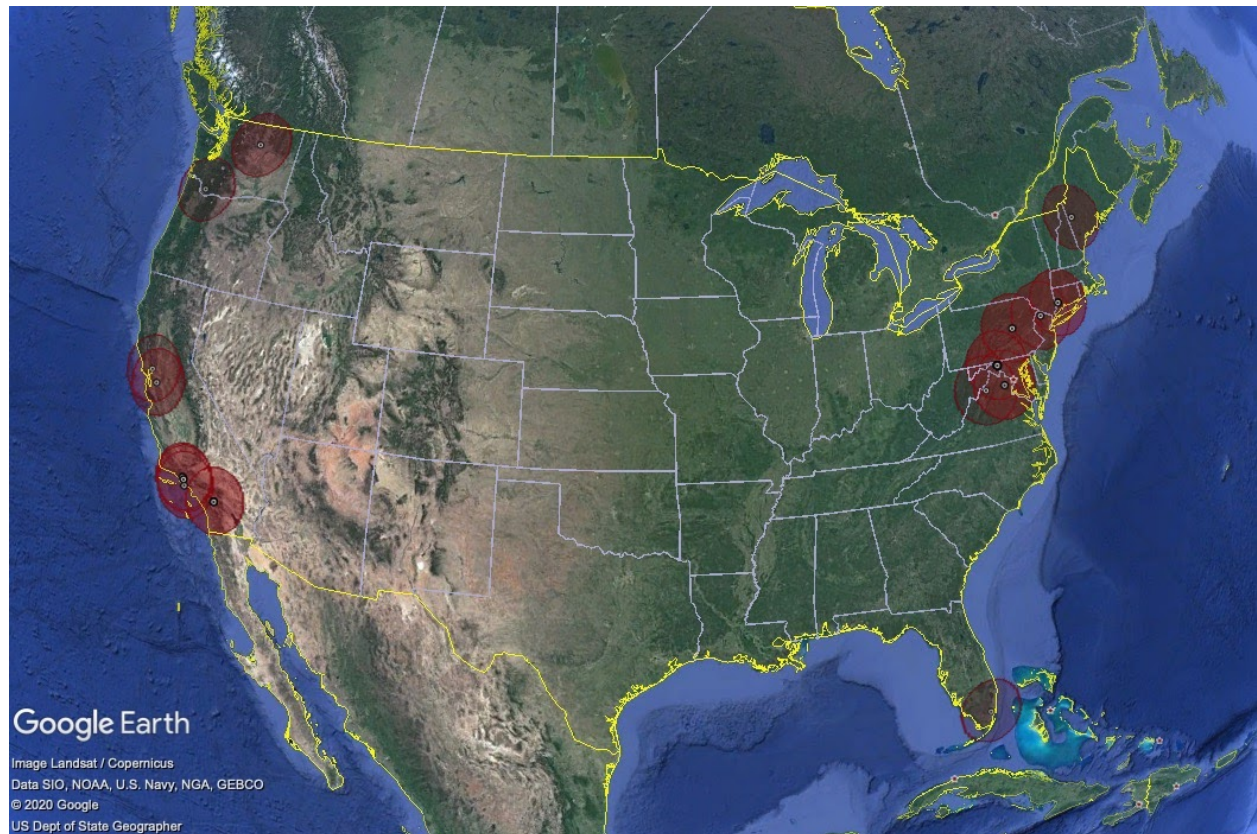 Google Earth
Image Landsat / Copernicus
Data SIO, NOAA, U.S. Navy, NGA, GEBCO
© 2020 Google
US Dept of State Geographer